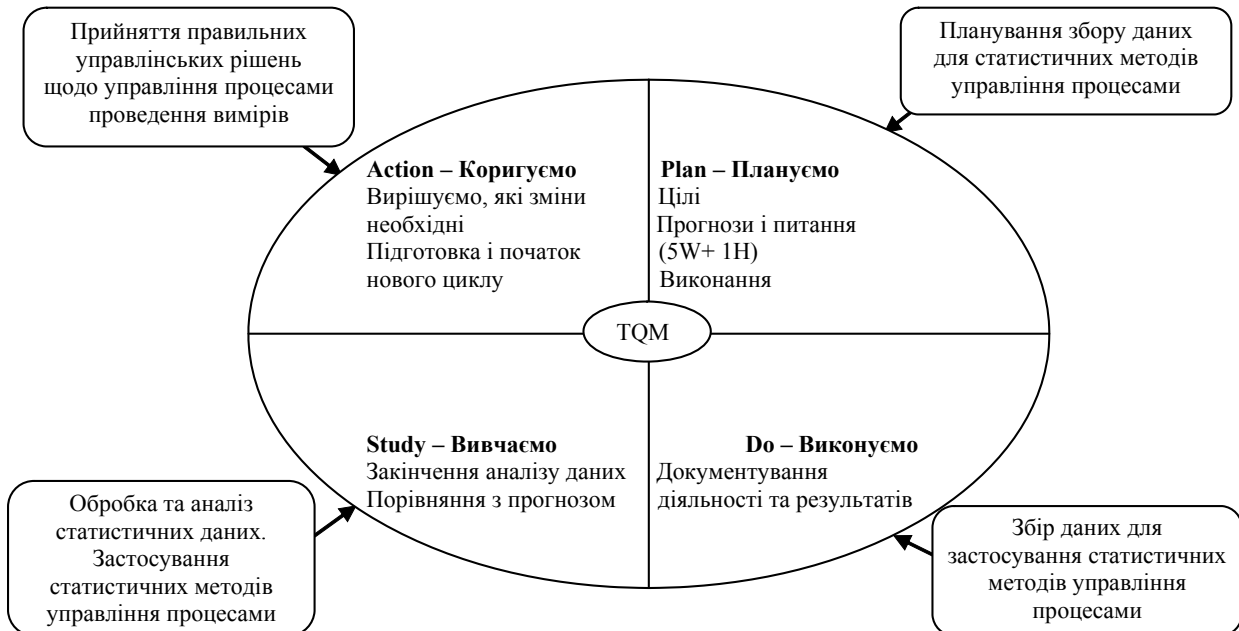 Прийняття правильних
управлінських рішень
щодо управління процесами
проведення вимірів
Планування збору даних
для статистичних методів
управління процесами
Action – Коригуємо
Вирішуємо, які зміни
необхідні
Підготовка і початок
нового циклу
Plan – Плануємо
Цілі
Прогнози і питання
(5W+ 1H)
Виконання
TQM
Study – Вивчаємо
Закінчення аналізу даних
Порівняння з прогнозом
Do – Виконуємо
Документування
діяльності та результатів
Обробка та аналіз
статистичних даних.
Застосування
статистичних методів
управління процесами
Збір даних для
застосування статистичних
методів управління
процесами